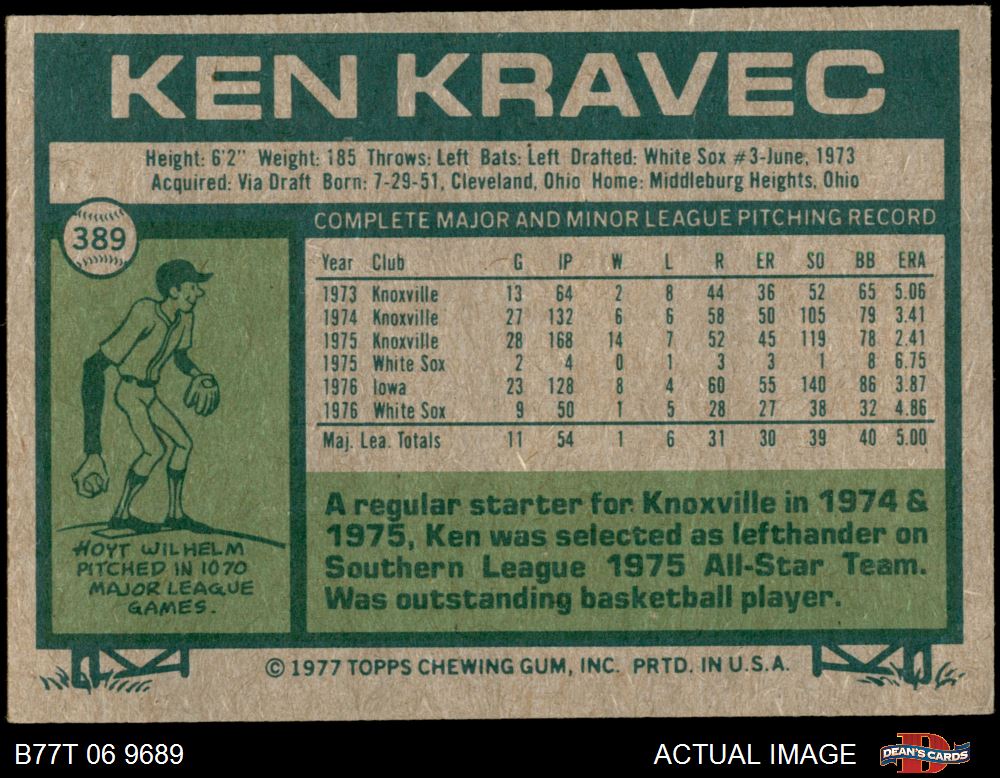 KEN KRAVEC
Height: 6'2" Weight: 185 Throws: Left Bats: Left Drafted: White Sox #3-June, 1973
Acquired: Via Draft Born: 7-29-51, Cleveland, Ohio Home: Middleburg Heights, Ohio
389
COMPLETE MAJOR AND MINOR LEAGUE PITCHING RECORD
Year Club G IP W L R ER SO BB ERA
1973 Knoxville 13 64 2 8 44 36 52 65 5.06
1974 Knoxville 27 132 6 6 58 50 105 79 3.41
1975 Knoxville 28 168 14 7 52 45 119 78 2.41
1975 White Sox 2 4 0 1 3 3 1 8 6.75
1976 Iowa 23 128 8 4 60 55 140 86 3.87
1976 White Sox 9 50 1 5 28 27 38 32 4.86
Maj. Lea. Totals 11 54 1 6 31 30 39 40 5.00
HOYT WILHELM
PITCHED IN 1070
MAJOR LEAGUE
GAMES.
A regular starter for Knoxville in 1974 &
1975, Ken was selected as lefthander on
Southern League 1975 All-Star Team.
Was outstanding basketball player.
© 1977 TOPPS CHEWING GUM, INC. PRTD. IN U.S.A.
B77T 06 9689
ACTUAL IMAGE
DEAN'S CARDS